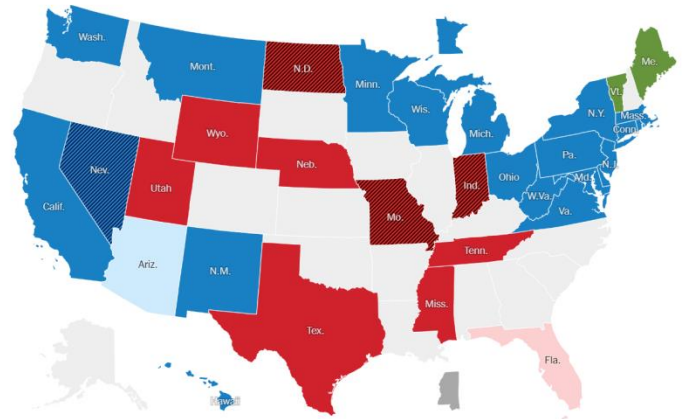 Wash.
Mont.
N.D.
Minn.
Wis.
Mich.
N.Y.
Vt.
Me.
Mass.
Conn.
Wyo.
Neb.
Nev.
Utah
Calif.
Ind.
Ohio
Pa.
N.J.
Md.
W.Va.
Va.
Mo.
Ariz.
N.M.
Tenn.
Miss.
Tex.
Fla.
Hawaii